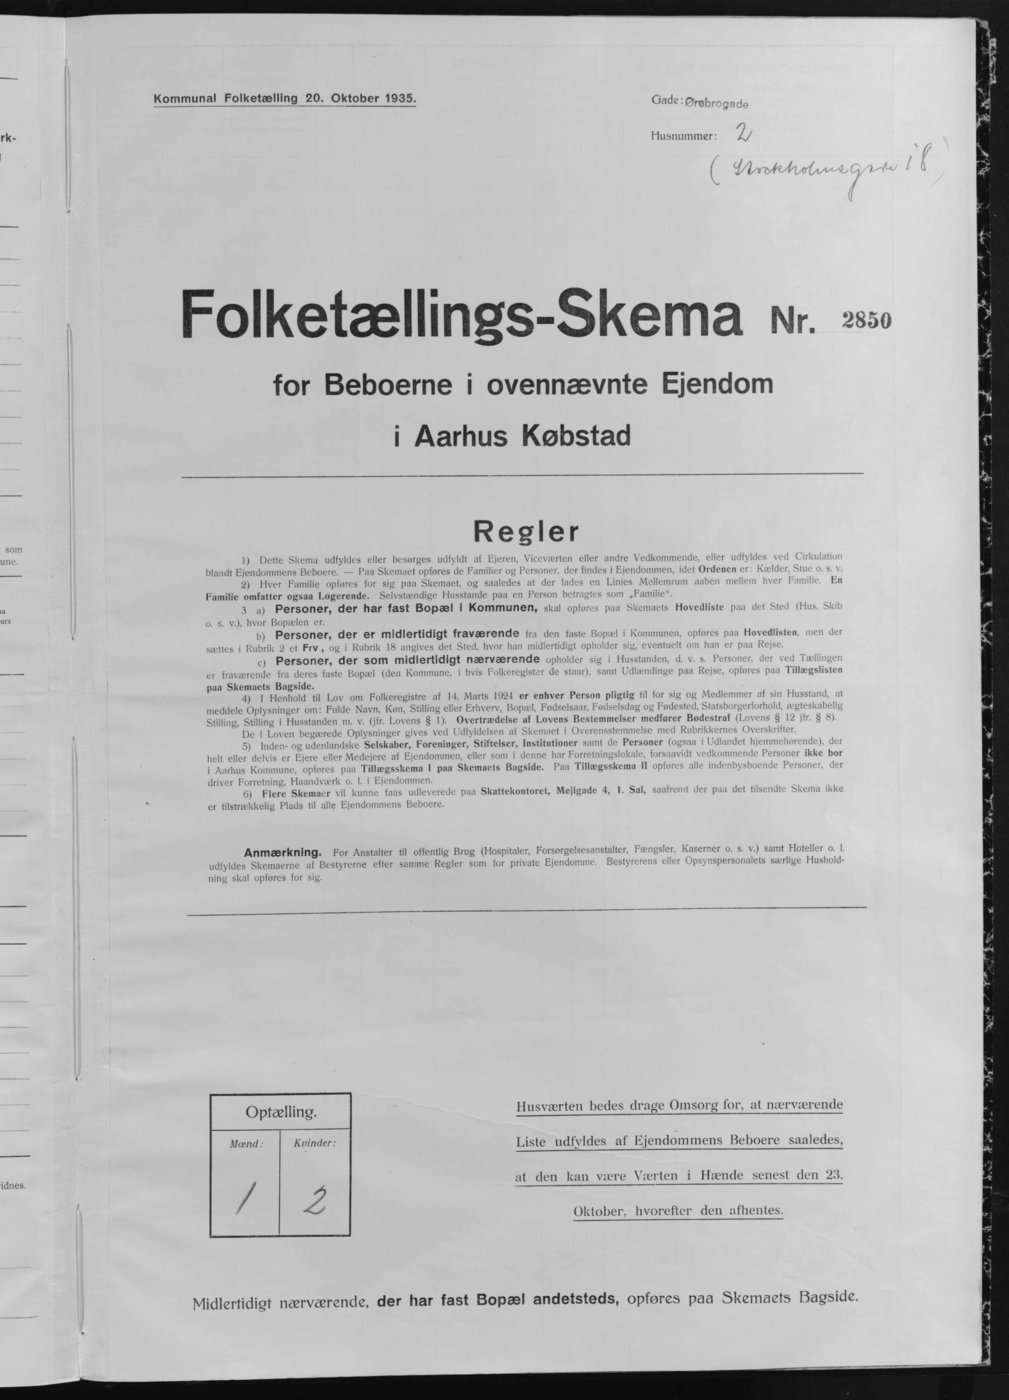 Kommunal Folketælling 20. Oktober 1935.
Gade: Ørebrogade
Husnummer: 2
(Stockholmsgade 18)
Folketællings-Skema Nr. 2850
for Beboerne i ovennævnte Ejendom
i Aarhus Købstad
Regler
1) Dette Skema udfyldes eller besørges udfyldt af Ejeren, Viceværten eller andre Vedkommende, eller udfyldes ved Cirkulation
blandt Ejendommens Beboere. — Paa Skemaet opføres de Familier og Personer, der findes i Ejendommen, idet Ordenen er: Kælder, Stue o. s. v.
2) Hver Familie opføres for sig paa Skemaet, og saaledes at der lades en Linies Mellemrum aaben mellem hver Familie. En
Familie omfatter ogsaa Logerende. Selvstændige Husstande paa en Person betragtes som „Familie“.
3 a) Personer, der har fast Bopæl i Kommunen, skal opføres paa Skemaets Hovedliste paa det Sted (Hus, Skib
o. s. v.), hvor Bopælen er.
b) Personer, der er midlertidigt fraværende fra den faste Bopæl i Kommunen, opføres paa Hovedlisten, men der
sættes i Rubrik 2 et Frv, og i Rubrik 18 angives det Sted, hvor han midlertidigt opholder sig, eventuelt om han er paa Rejse.
c) Personer, der som midlertidigt nærværende opholder sig i Husstanden, d. v. s. Personer, der ved Tællingen
er fraværende fra deres faste Bopæl (den Kommune, i hvis Folkeregister de staar), samt Udlændinge paa Rejse, opføres paa Tillægslisten
paa Skemaets Bagside.
4) I Henhold til Lov om Folkeregistre af 14. Marts 1924 er enhver Person pligtig til for sig og Medlemmer af sin Husstand, at
meddele Oplysninger om: Fulde Navn, Køn, Stilling eller Erhverv, Bopæl, Fødselsaar, Fødselsdag og Fødested, Statsborgerforhold, ægteskabelig
Stilling, Stilling i Husstanden m. v. (jfr. Lovens § 1). Overtrædelse af Lovens Bestemmelser medfører Bødestraf (Lovens § 12 jfr. § 8).
De i Loven begærede Oplysninger gives ved Udfyldelsen af Skemaet i Overensstemmelse med Rubrikkernes Overskrifter.
5) Inden- og udenlandske Selskaber, Foreninger, Stiftelser, Institutioner samt de Personer (ogsaa i Udlandet hjemmehørende), der
helt eller delvis er Ejere eller Medejere af Ejendommen, eller som i denne har Forretningslokale, forsaavidt vedkommende Personer ikke bor
i Aarhus Kommune, opføres paa Tillægsskema I paa Skemaets Bagside. Paa Tillægsskema II opføres alle indenbysboende Personer, der
driver Forretning, Haandværk o. l. i Ejendommen.
6) Flere Skemaer vil kunne faas udleverede paa Skattekontoret, Mejlgade 4, 1. Sal, saafremt der paa det tilsendte Skema ikke
er tilstrækkelig Plads til alle Ejendommens Beboere.
Anmærkning. For Anstalter til offentlig Brug (Hospitaler, Forsørgelsesanstalter, Fængsler, Kaserner o. s. v.) samt Hoteller o. l.
udfyldes Skemaerne af Bestyrerne efter samme Regler som for private Ejendomme. Bestyrerens eller Opsynspersonalets særlige Hushold-
ning skal opføres for sig.
Optælling.
Mænd: Kvinder:
1 2
Husværten bedes drage Omsorg for, at nærværende
Liste udfyldes af Ejendommens Beboere saaledes,
at den kan være Værten i Hænde senest den 23.
Oktober, hvorefter den afhentes.
Midlertidigt nærværende, der har fast Bopæl andetsteds, opføres paa Skemaets Bagside.
rk-
som
une.
ridnes.